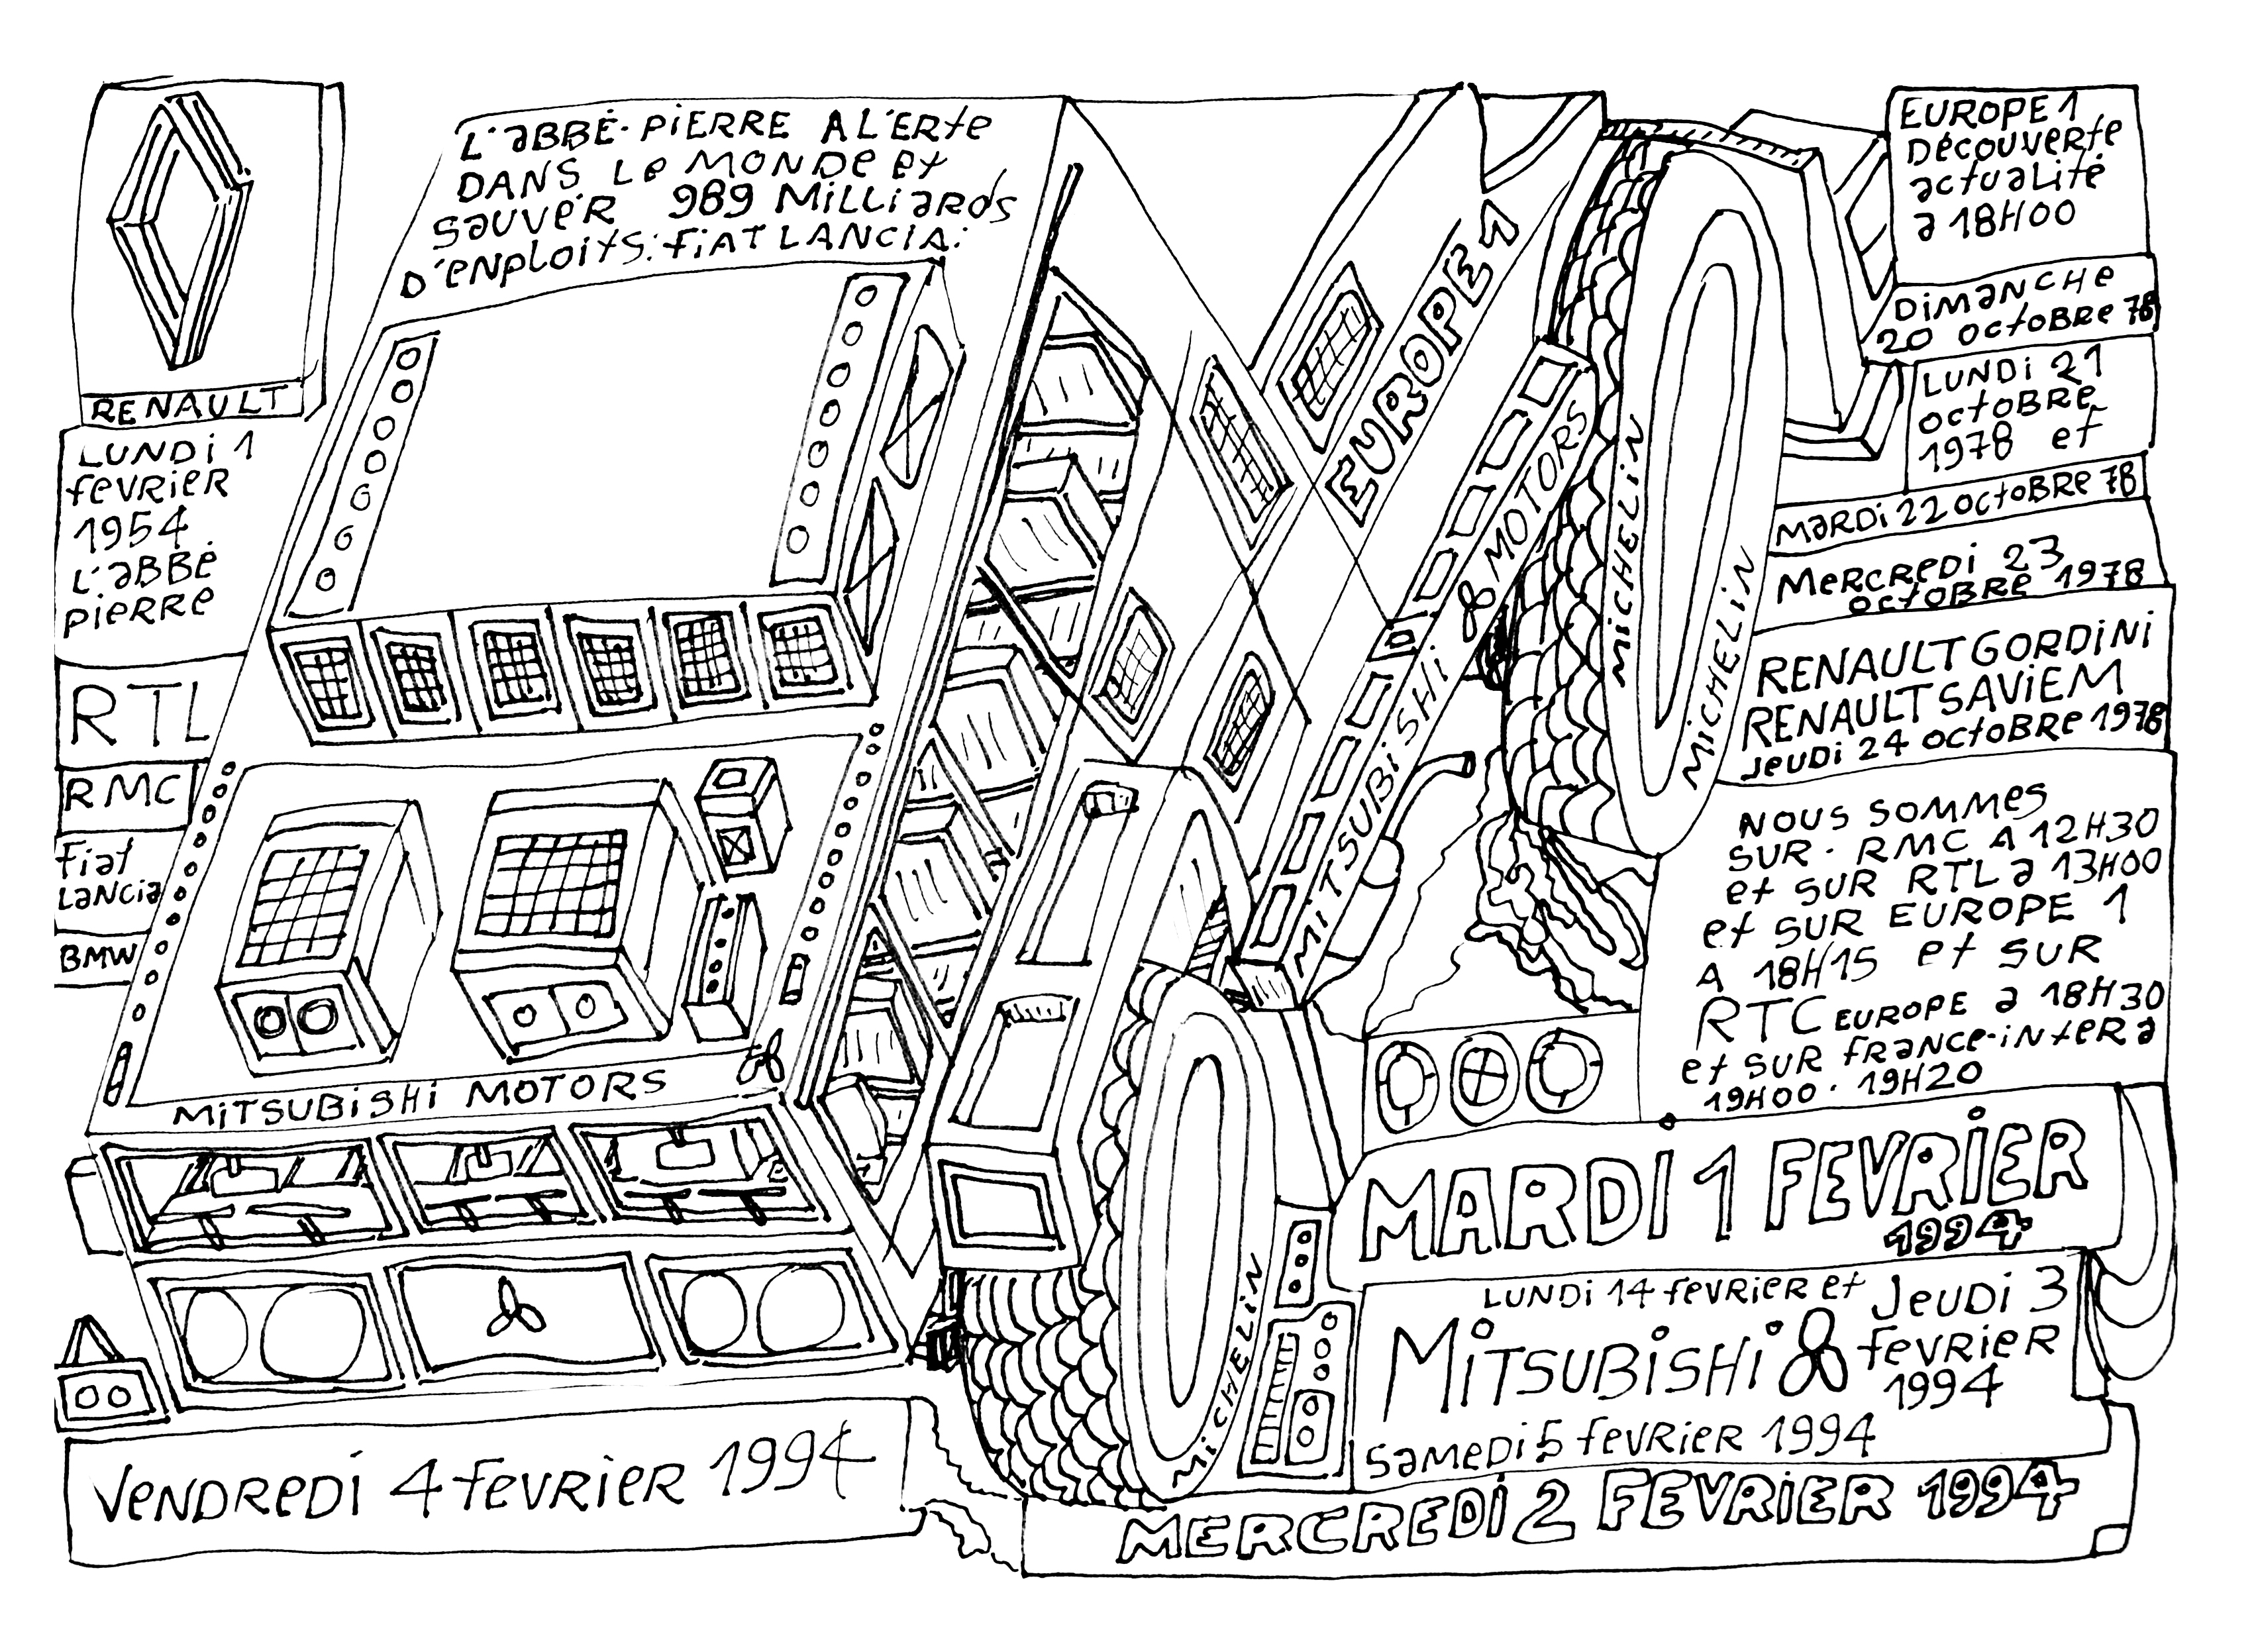 L'ABBÉ-PIERRE A L'ERTE
DANS LE MONDE ET
SAUVÉR 989 MILLIARDS
D'ENPLOITS: FIAT LANCIA:
RENAULT
LUNDI 1
FEVRIER
1954
L'ABBÉ
PIERRE
RTL
RMC
FIAT
LANCIA
BMW
MITSUBISHI MOTORS
VENDREDI 4 FEVRIER 1994
EUROPE 1
MITSUBISHI MOTORS
MICHELIN
MICHELIN
MICHELIN
EUROPE 1
DÉCOUVERTE
ACTUALITÉ
A 18H00
DIMANCHE
20 OCTOBRE 78
LUNDI 21
OCTOBRE
1978 ET
MARDI 22 OCTOBRE 78
MERCREDI 23
OCTOBRE 1978
RENAULT GORDINI
RENAULT SAVIEM
JEUDI 24 OCTOBRE 1978
NOUS SOMMES
SUR. RMC A 12H30
ET SUR RTL A 13H00
ET SUR EUROPE 1
A 18H15 ET SUR
RTC EUROPE A 18H30
ET SUR FRANCE-INTER A
19H00. 19H20
MARDI 1 FEVRIER
1994
LUNDI 14 FEVRIER ET
JEUDI 3
FEVRIER
1994
MITSUBISHI
SAMEDI 5 FEVRIER 1994
MERCREDI 2 FEVRIER 1994